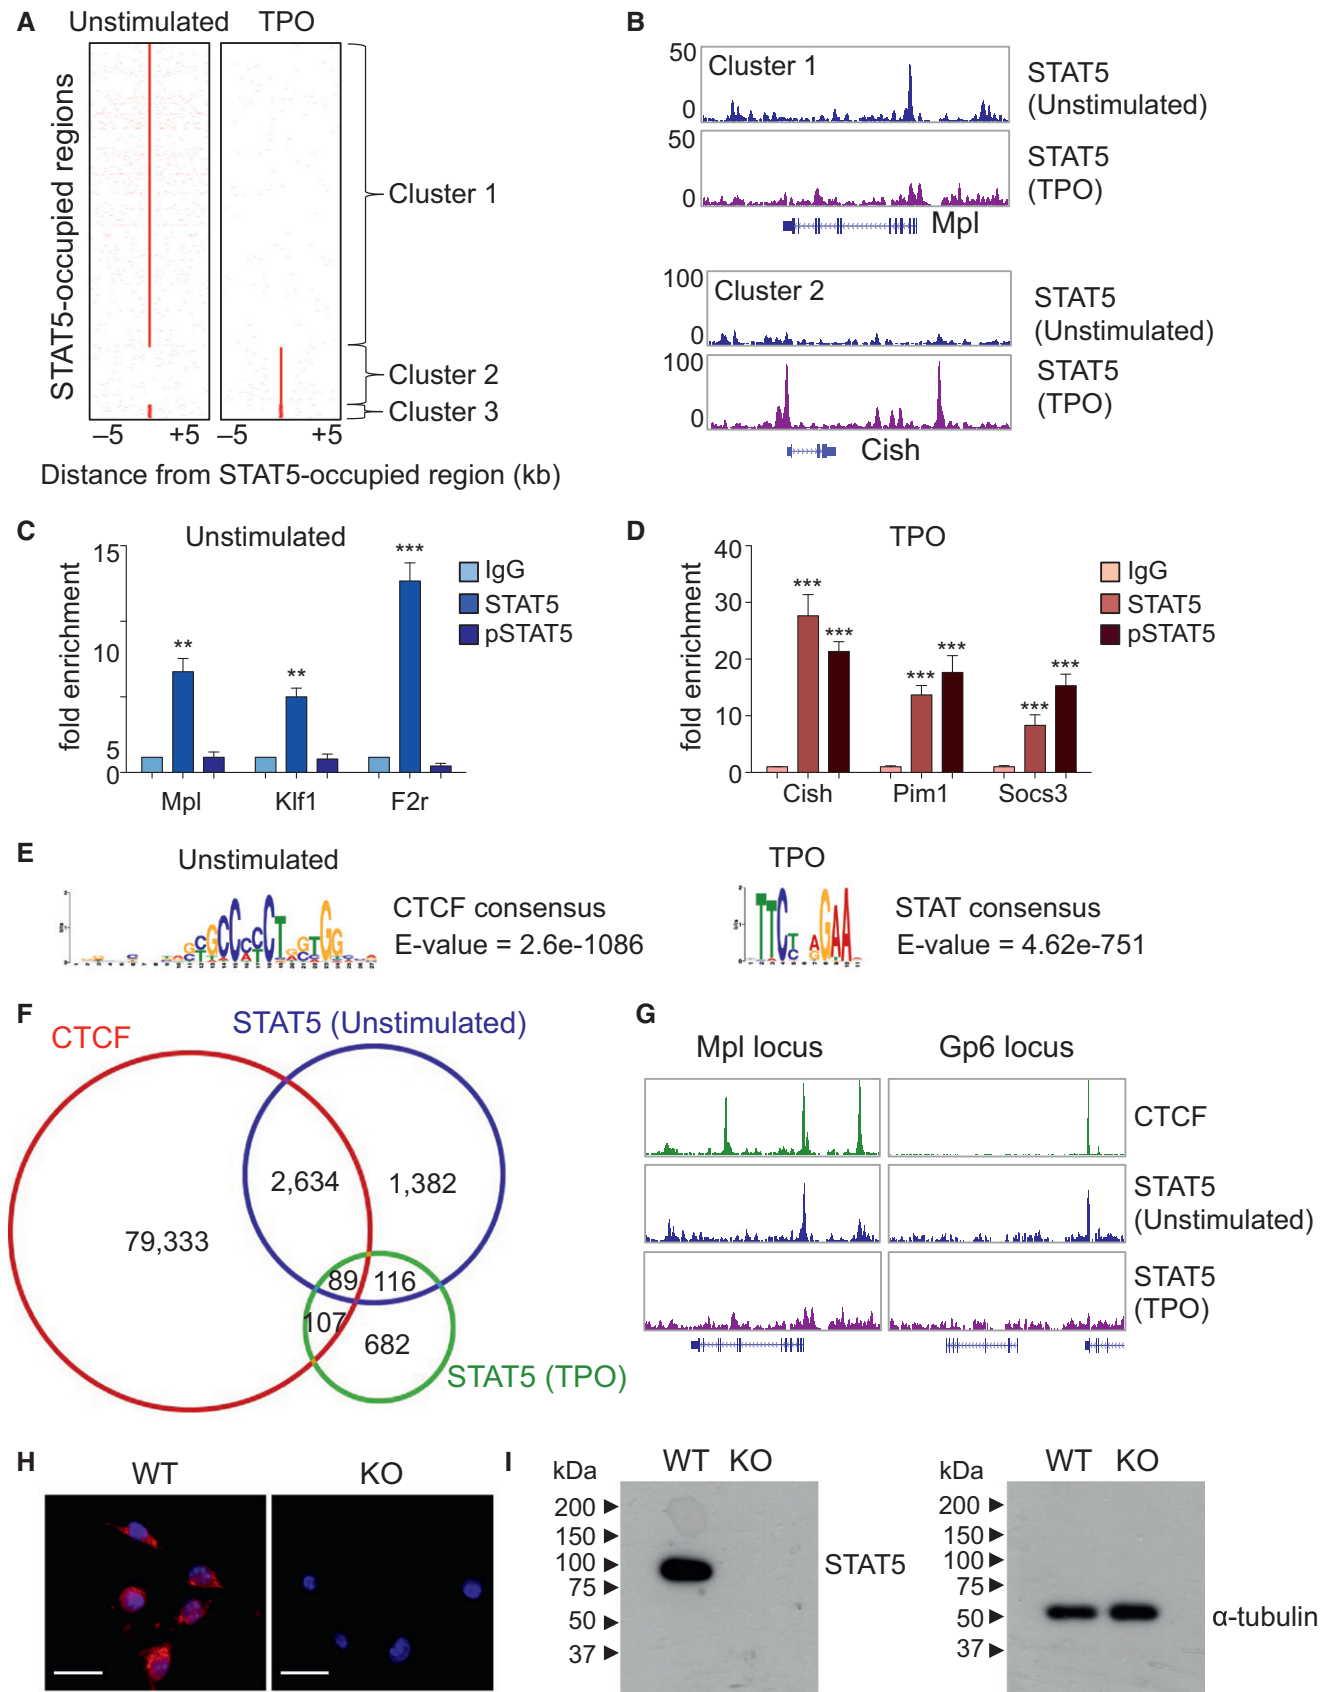 A
Unstimulated TPO
STAT5-occupied regions
Cluster 1
Cluster 2
Cluster 3
–5 +5 –5 +5
Distance from STAT5-occupied region (kb)
B
50
0
Cluster 1
STAT5
(Unstimulated)
50
0
STAT5
(TPO)
Mpl
100
0
Cluster 2
STAT5
(Unstimulated)
100
0
STAT5
(TPO)
Cish
C
Unstimulated
fold enrichment
15
10
5
0
**
**
***
IgG
STAT5
pSTAT5
Mpl Klf1 F2r
D
TPO
fold enrichment
40
30
20
10
0
***
***
***
***
***
***
IgG
STAT5
pSTAT5
Cish Pim1 Socs3
E
Unstimulated
CTCF consensus
E-value = 2.6e-1086
TPO
STAT consensus
E-value = 4.62e-751
F
CTCF
STAT5 (Unstimulated)
2,634
1,382
79,333
89
116
107
682
STAT5 (TPO)
G
Mpl locus Gp6 locus
CTCF
STAT5
(Unstimulated)
STAT5
(TPO)
H
WT KO
I
kDa WT KO
200
150
100
75
50
37
STAT5
kDa WT KO
200
150
100
75
50
37
α-tubulin